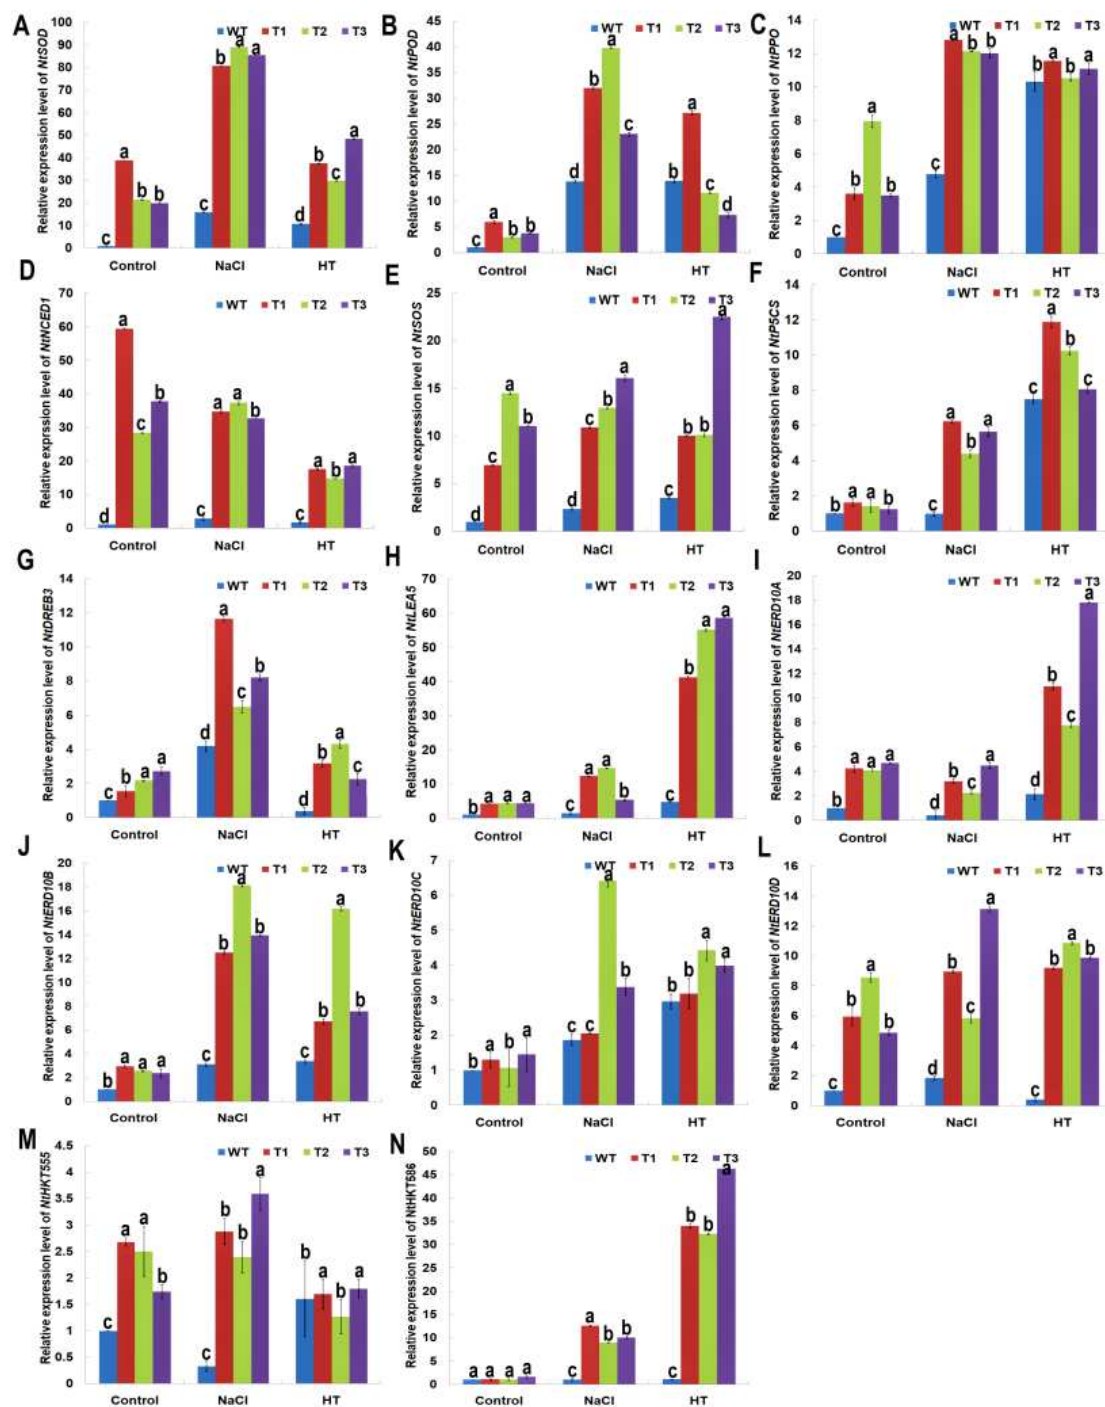 A
Relative expression level of NtSOD
WT T1 T2 T3
100
90
80
70
60
50
40
30
20
10
0
c a b b
c b a a
d b c a
Control NaCl HT
B
Relative expression level of NtPOD
WT T1 T2 T3
45
40
35
30
25
20
15
10
5
0
c a b b
d b a c
b a c d
Control NaCl HT
C
Relative expression level of NtPPO
WT T1 T2 T3
14
12
10
8
6
4
2
0
c b a b
c a b b
b a b a
Control NaCl HT
D
Relative exprssion level of NtNCED1
WT T1 T2 T3
70
60
50
40
30
20
10
0
d a c b
c a a b
c a b a
Control NaCl HT
E
Relative expression level of NtSOS
WT T1 T2 T3
25
20
15
10
5
0
d c a b
d c b a
c b b a
Control NaCl HT
F
Relative expression level of NtP5CS
WT T1 T2 T3
14
12
10
8
6
4
2
0
b a a b
c a b a
c a b c
Control NaCl HT
G
Relative expression level of NtDREB3
WT T1 T2 T3
14
12
10
8
6
4
2
0
c b a a
d a c b
d b a c
Control NaCl HT
H
Relative expression level of NtLEA5
WT T1 T2 T3
70
60
50
40
30
20
10
0
b a a a
c a a b
c b a a
Control NaCl HT
I
Relative expression level of NtERD10A
WT T1 T2 T3
20
18
16
14
12
10
8
6
4
2
0
b a a a
d b c a
d b c a
Control NaCl HT
J
Relative expression level of NtERD10B
WT T1 T2 T3
20
18
16
14
12
10
8
6
4
2
0
b a a a
c b a b
c b a b
Control NaCl HT
K
Relative expression level of NtERD10C
WT T1 T2 T3
7
6
5
4
3
2
1
0
b a b a
c c a b
b b a a
Control NaCl HT
L
Relative expression level of NtERD10D
WT T1 T2 T3
16
14
12
10
8
6
4
2
0
c b a b
d b c a
c b a b
Control NaCl HT
M
Relative expression level of NtHKT555
WT T1 T2 T3
4.5
4
3.5
3
2.5
2
1.5
1
0.5
0
c a a b
c b b a
b a b a
Control NaCl HT
N
Relative expression level of NtHKT586
WT T1 T2 T3
50
45
40
35
30
25
20
15
10
5
0
a a a a
c a b b
c b b a
Control NaCl HT